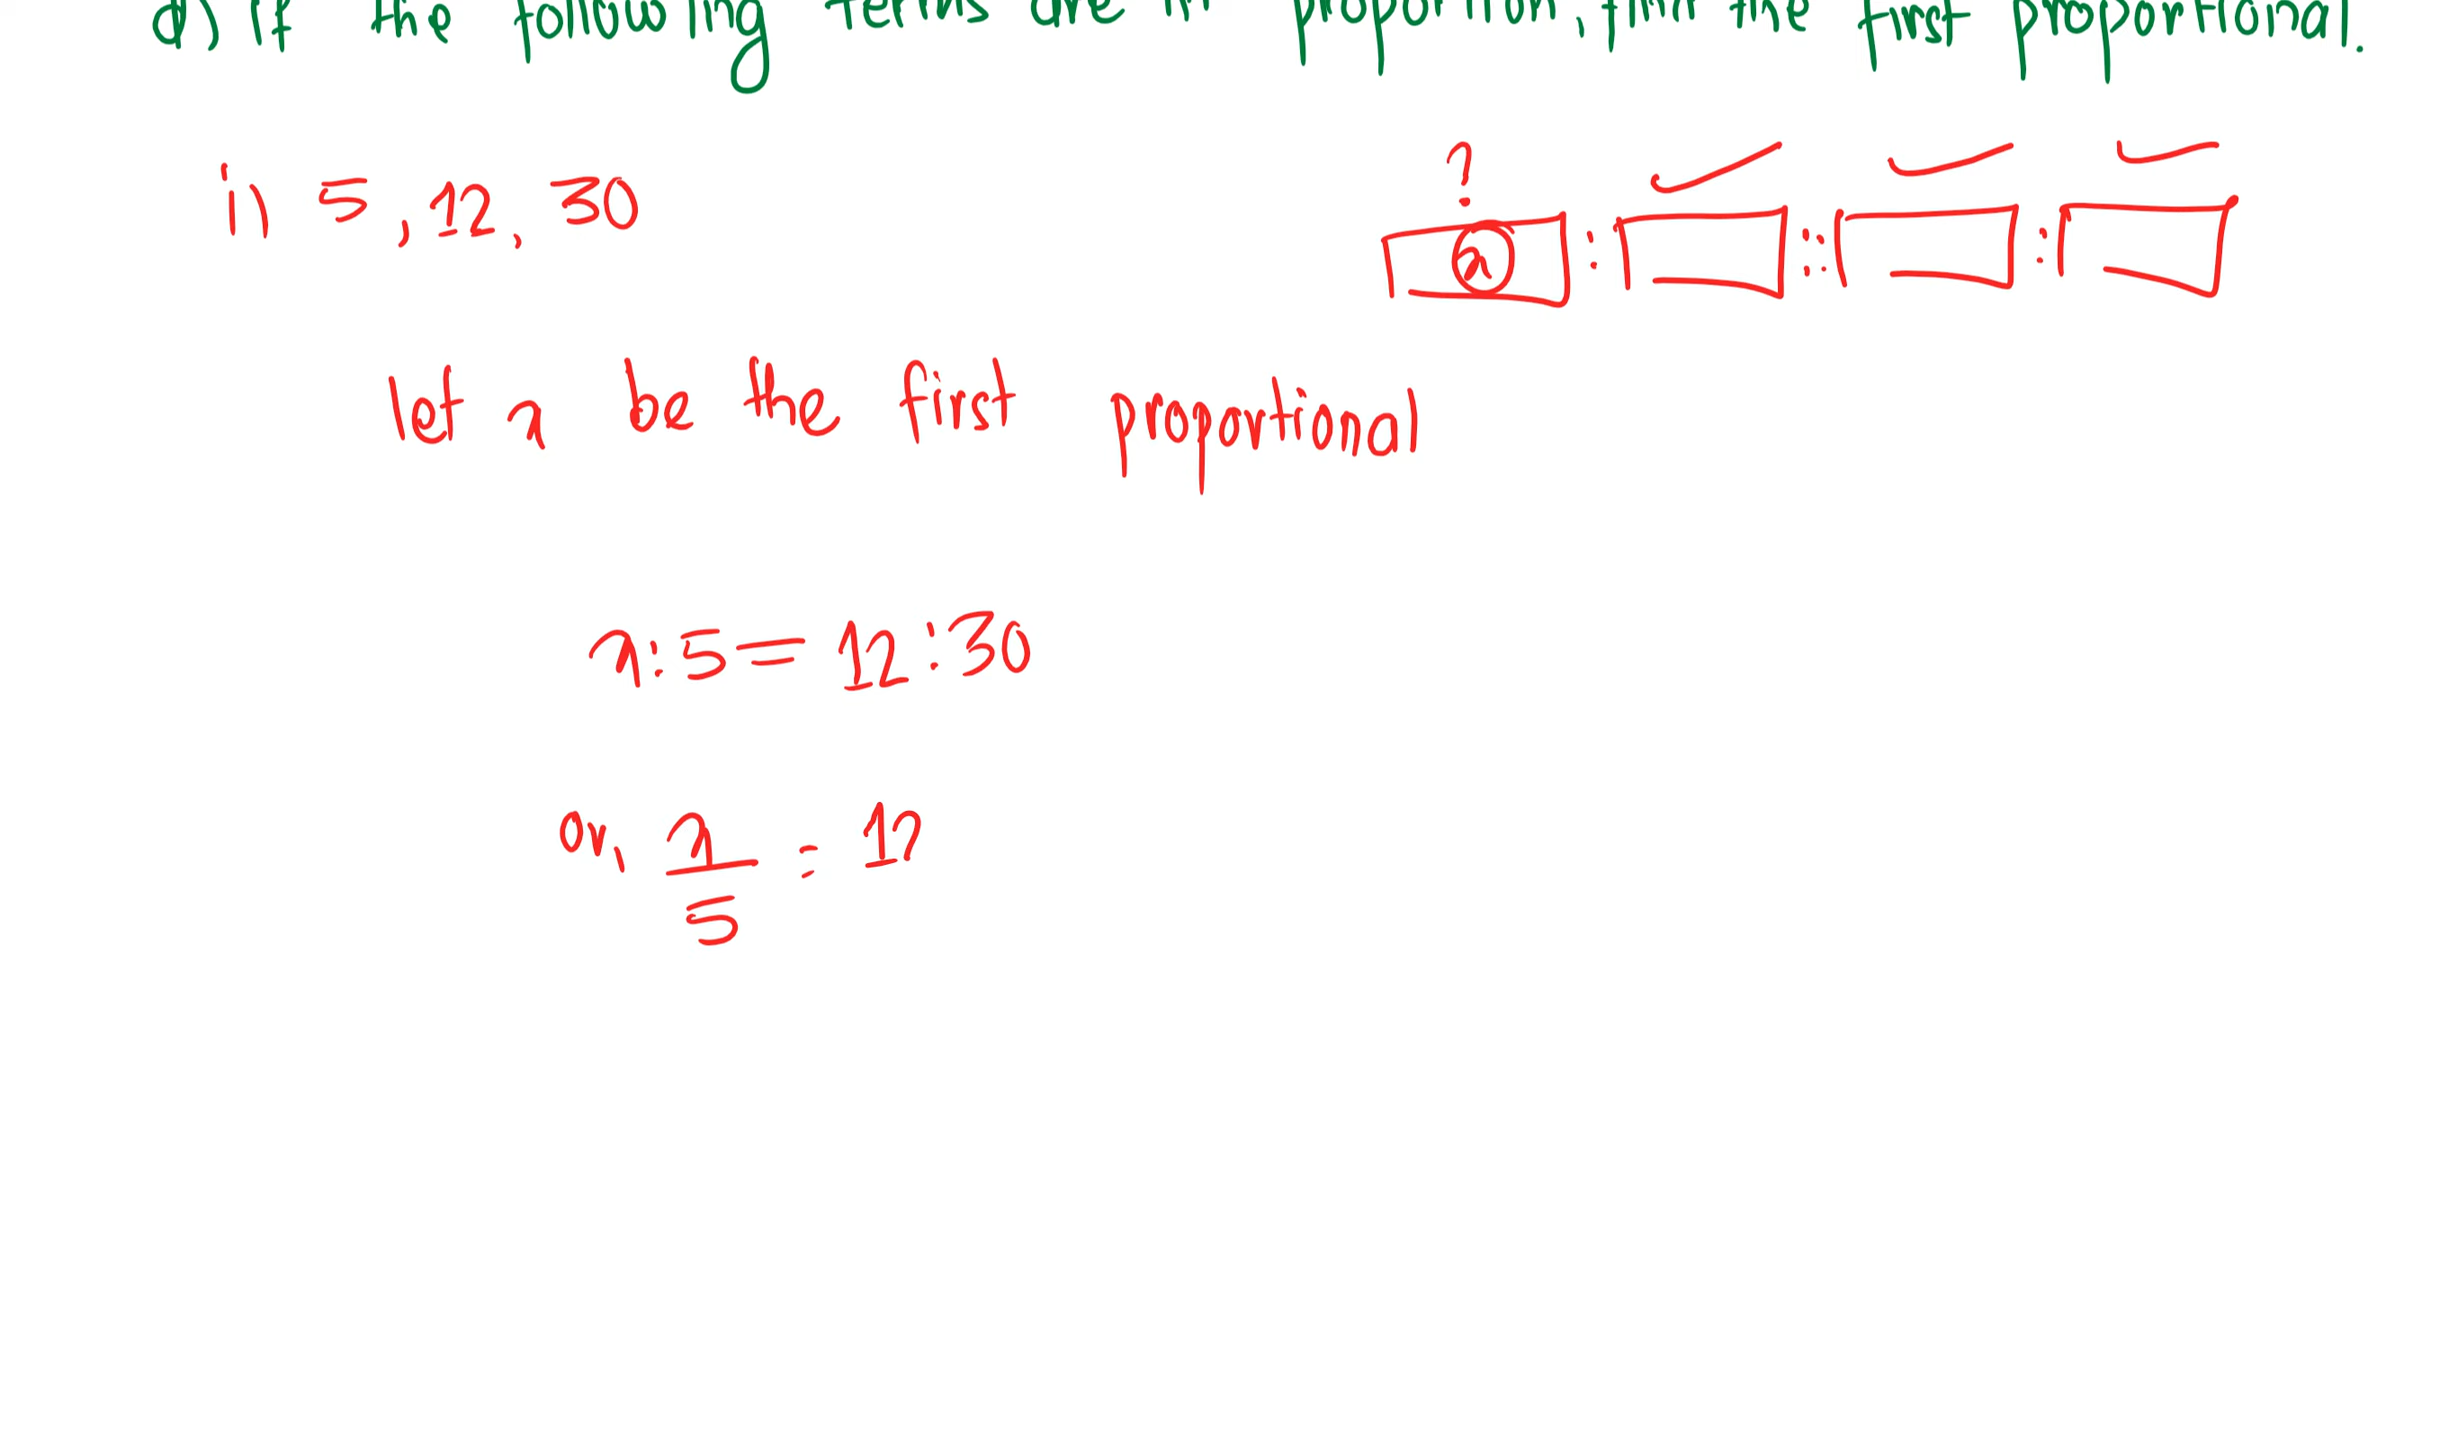 If the following terms are in proportion, find the first proportional.
i) 5, 12, 30
? : :: :
x
let x be the first proportional
x:5=12:30
or, x/5 = 12